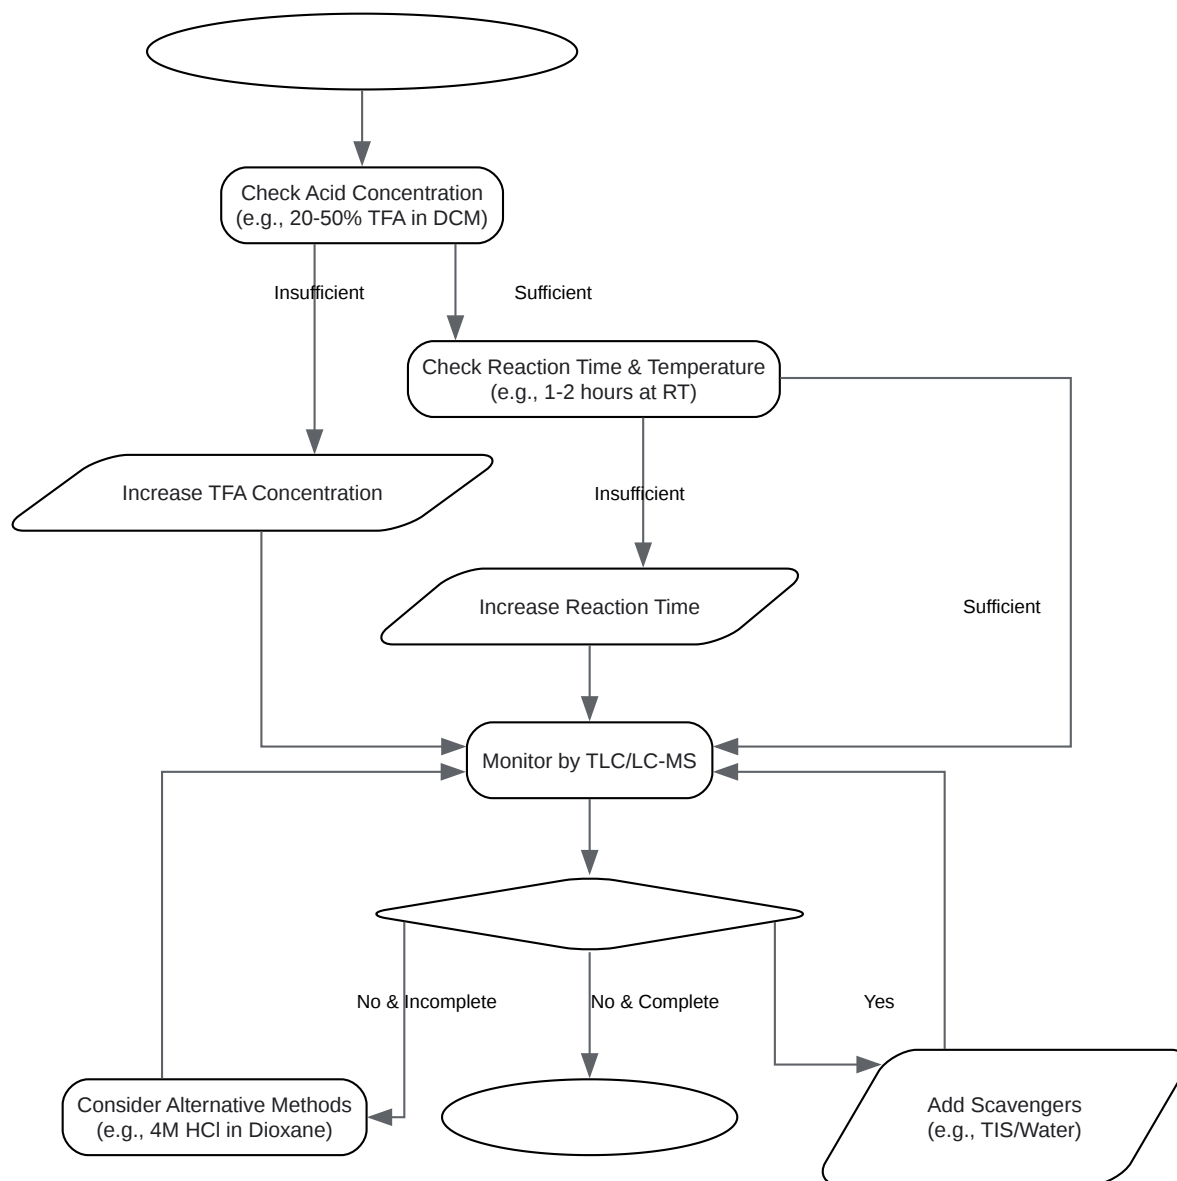 Check Acid Concentration
(e.g., 20-50% TFA in DCM)
Insufficient
Sufficient
Check Reaction Time & Temperature
(e.g., 1-2 hours at RT)
Increase TFA Concentration
Insufficient
Increase Reaction Time
Sufficient
Monitor by TLC/LC-MS
No & Incomplete
No & Complete
Yes
Consider Alternative Methods
(e.g., 4M HCl in Dioxane)
Add Scavengers
(e.g., TIS/Water)